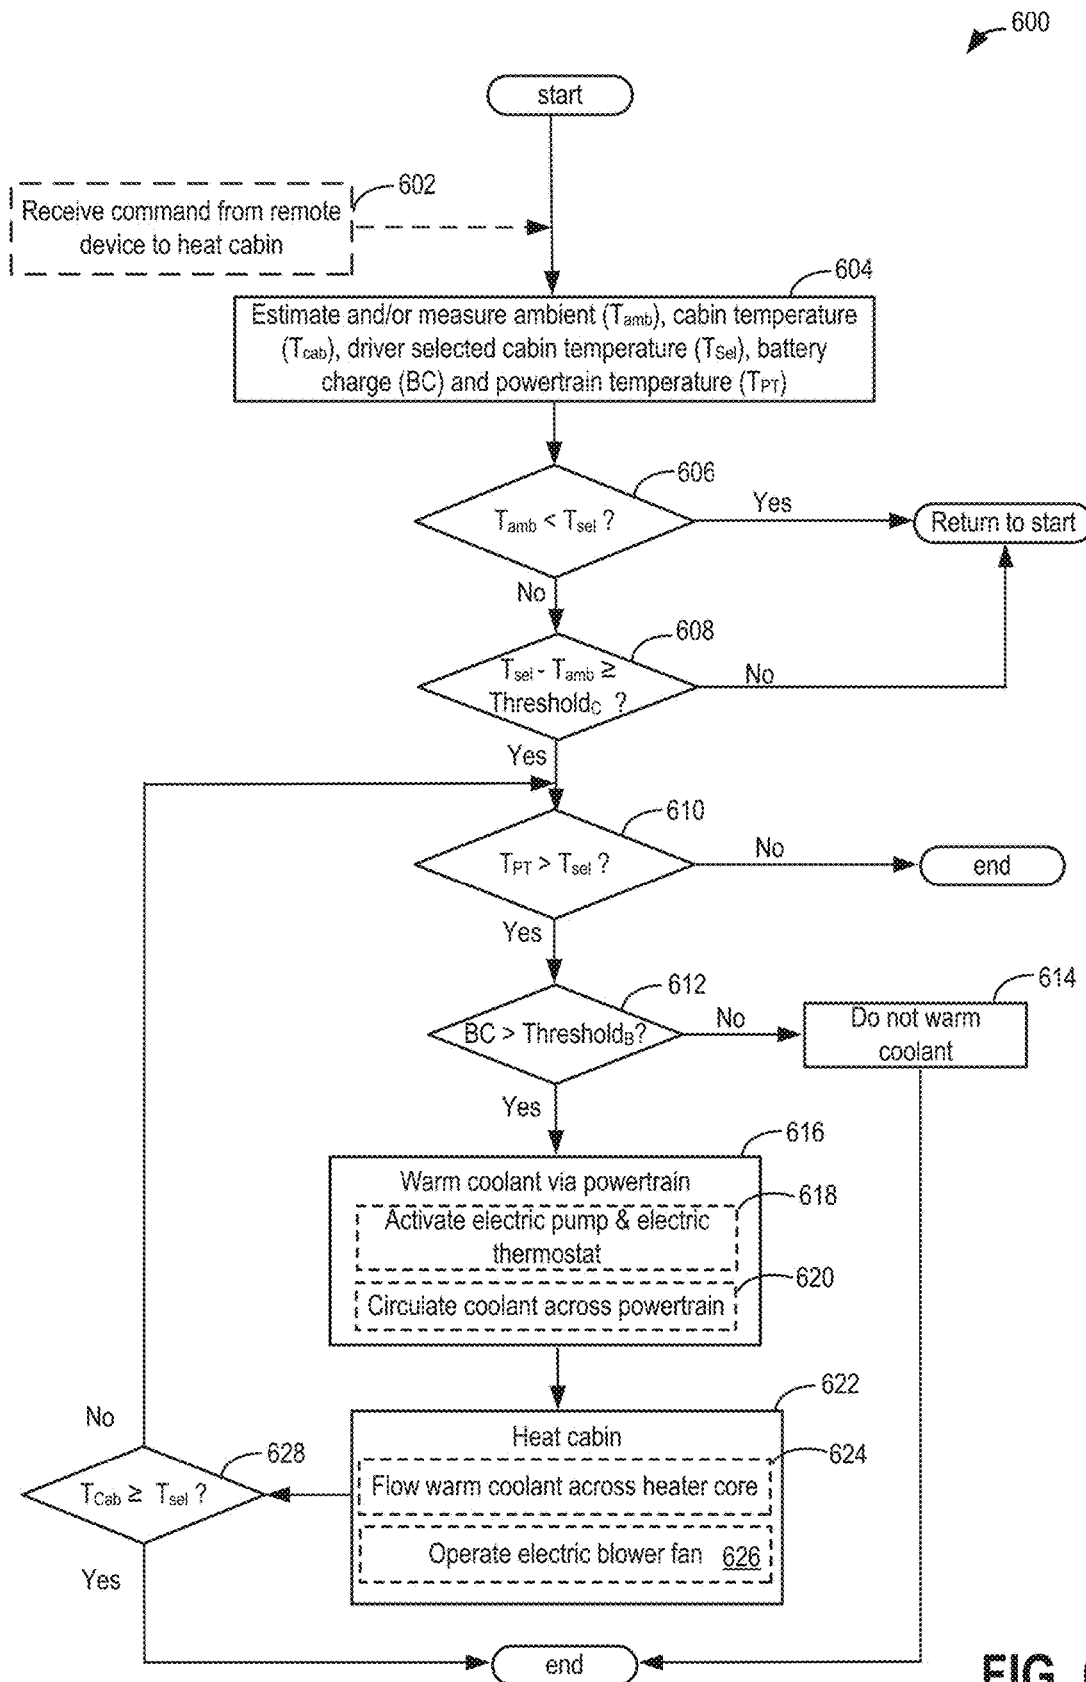 600
start
602
Receive command from remote
device to heat cabin
604
Estimate and/or measure ambient (Tamb), cabin temperature
(Tcab), driver selected cabin temperature (TSel), battery
charge (BC) and powertrain temperature (TPT)
606
Tamb < Tsel ?
Yes
Return to start
No
608
Tsel - Tamb ≥
ThresholdC ?
No
Yes
610
TPT > Tsel ?
No
end
Yes
612
BC > ThresholdB?
No
614
Do not warm
coolant
Yes
616
Warm coolant via powertrain
618
Activate electric pump & electric
thermostat
620
Circulate coolant across powertrain
622
Heat cabin
624
Flow warm coolant across heater core
Operate electric blower fan 626
No
628
TCab ≥ Tsel ?
Yes
end
FIG.